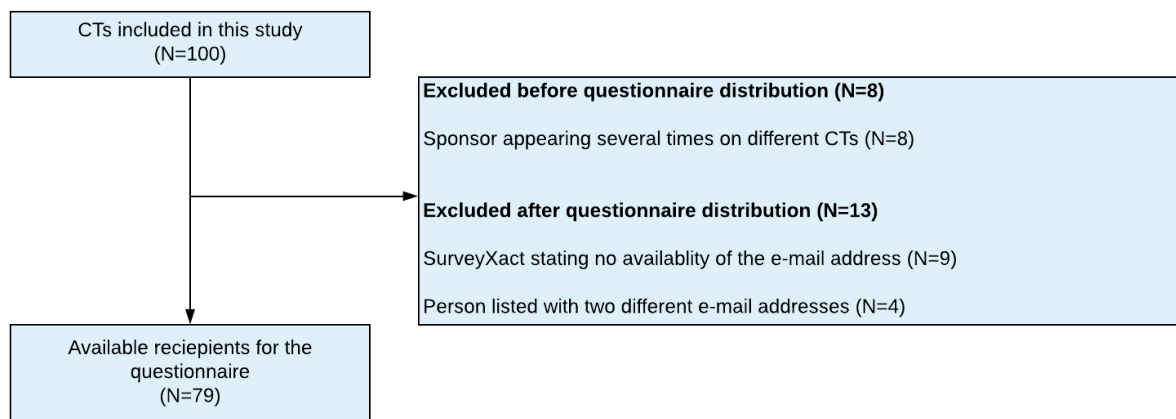 CTs included in this study
(N=100)
Excluded before questionnaire distribution (N=8)
Sponsor appearing several times on different CTs (N=8)
Excluded after questionnaire distribution (N=13)
SurveyXact stating no availablity of the e-mail address (N=9)
Person listed with two different e-mail addresses (N=4)
Available reciepients for the
questionnaire
(N=79)